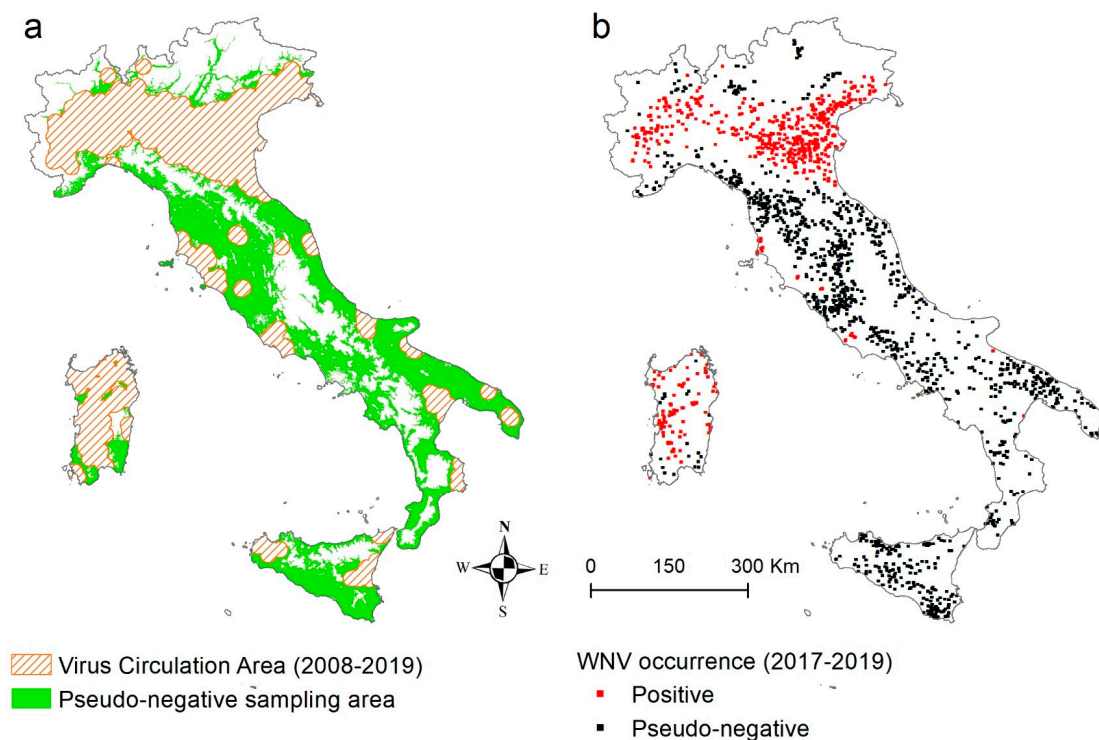 a
b
N
W E
S
0 150 300 Km
Virus Circulation Area (2008-2019)
Pseudo-negative sampling area
WNV occurrence (2017-2019)
Positive
Pseudo-negative